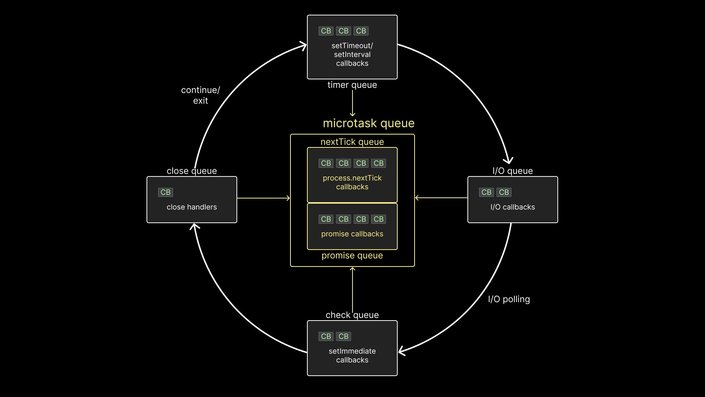 CB CB CB
setTimeout/
setInterval
callbacks
timer queue
continue/
exit
microtask queue
nextTick queue
CB CB CB CB
process.nextTick
callbacks
CB CB CB CB
promise callbacks
promise queue
close queue
CB
close handlers
I/O queue
CB CB
I/O callbacks
I/O polling
check queue
CB CB
setImmediate
callbacks